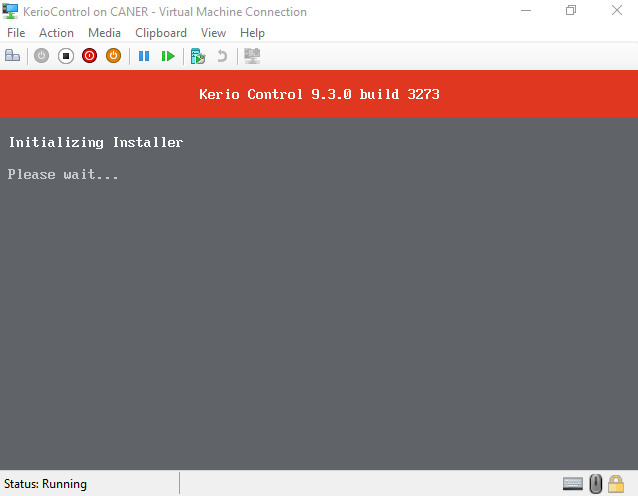 KerioControl on CANER - Virtual Machine Connection
File Action Media Clipboard View Help
Kerio Control 9.3.0 build 3273
Initializing Installer
Please wait...
Status: Running